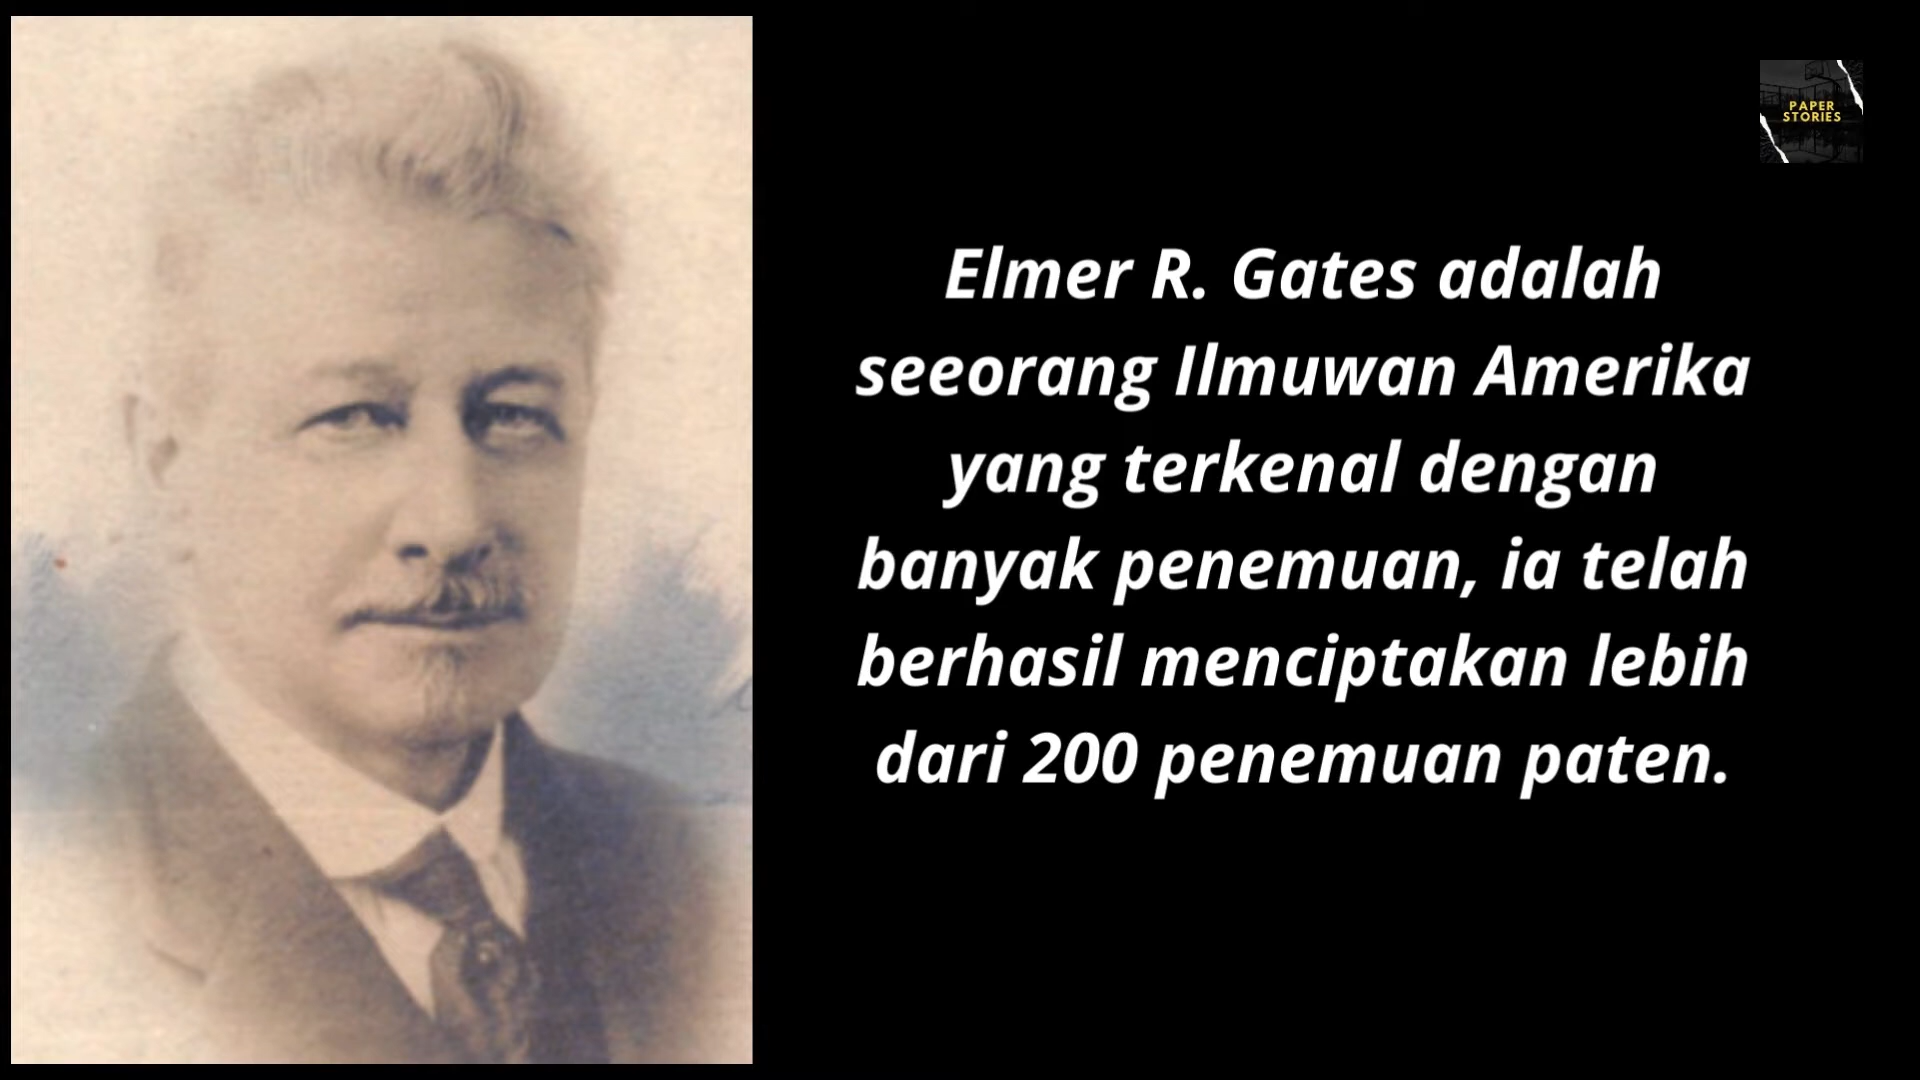 PAPER
STORIES
Elmer R. Gates adalah
seeorang Ilmuwan Amerika
yang terkenal dengan
banyak penemuan, ia telah
berhasil menciptakan lebih
dari 200 penemuan paten.